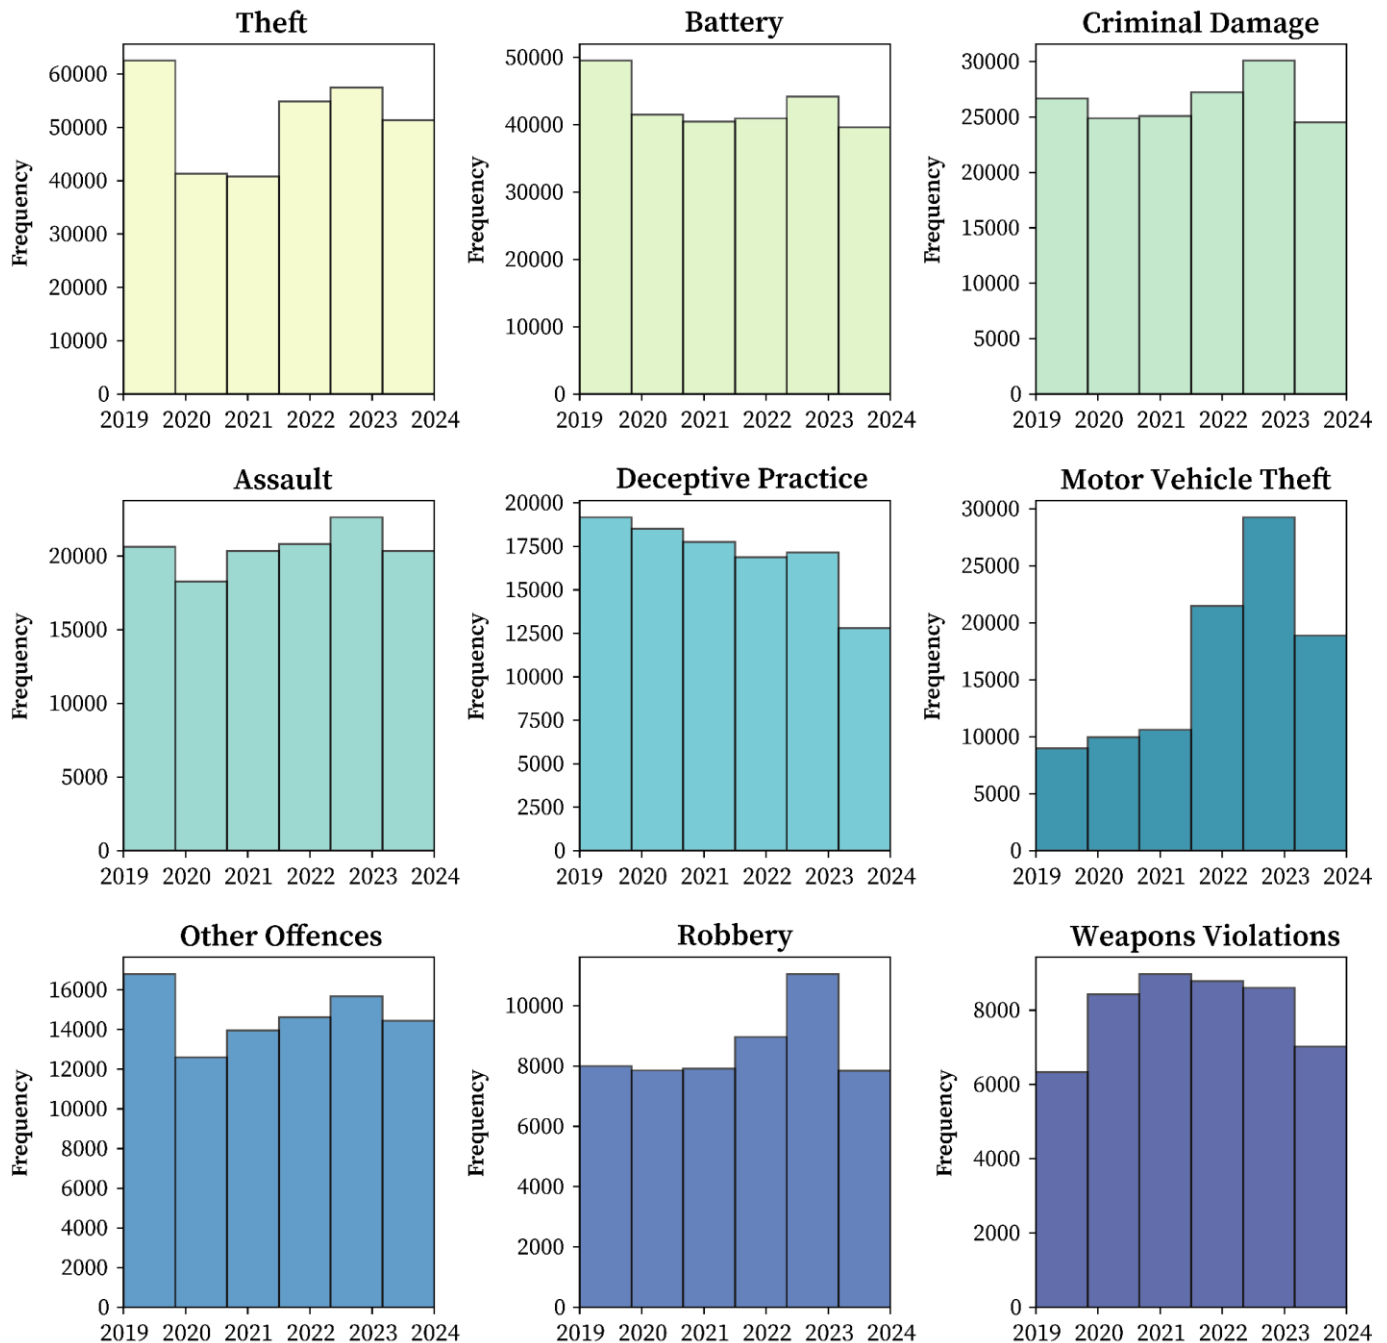 Theft
Battery
Criminal Damage
60000
50000
40000
30000
20000
10000
0
Frequency
2019 2020 2021 2022 2023 2024
50000
40000
30000
20000
10000
0
Frequency
2019 2020 2021 2022 2023 2024
30000
25000
20000
15000
10000
5000
0
Frequency
2019 2020 2021 2022 2023 2024
Assault
Deceptive Practice
Motor Vehicle Theft
20000
15000
10000
5000
0
Frequency
2019 2020 2021 2022 2023 2024
20000
17500
15000
17500
12500
10000
7500
5000
2500
0
Frequency
2019 2020 2021 2022 2023 2024
30000
25000
20000
15000
10000
5000
0
Frequency
2019 2020 2021 2022 2023 2024
Other Offences
Robbery
Weapons Violations
16000
14000
12000
10000
8000
6000
4000
2000
0
Frequency
2019 2020 2021 2022 2023 2024
10000
8000
6000
4000
2000
0
Frequency
2019 2020 2021 2022 2023 2024
8000
6000
4000
2000
0
Frequency
2019 2020 2021 2022 2023 2024